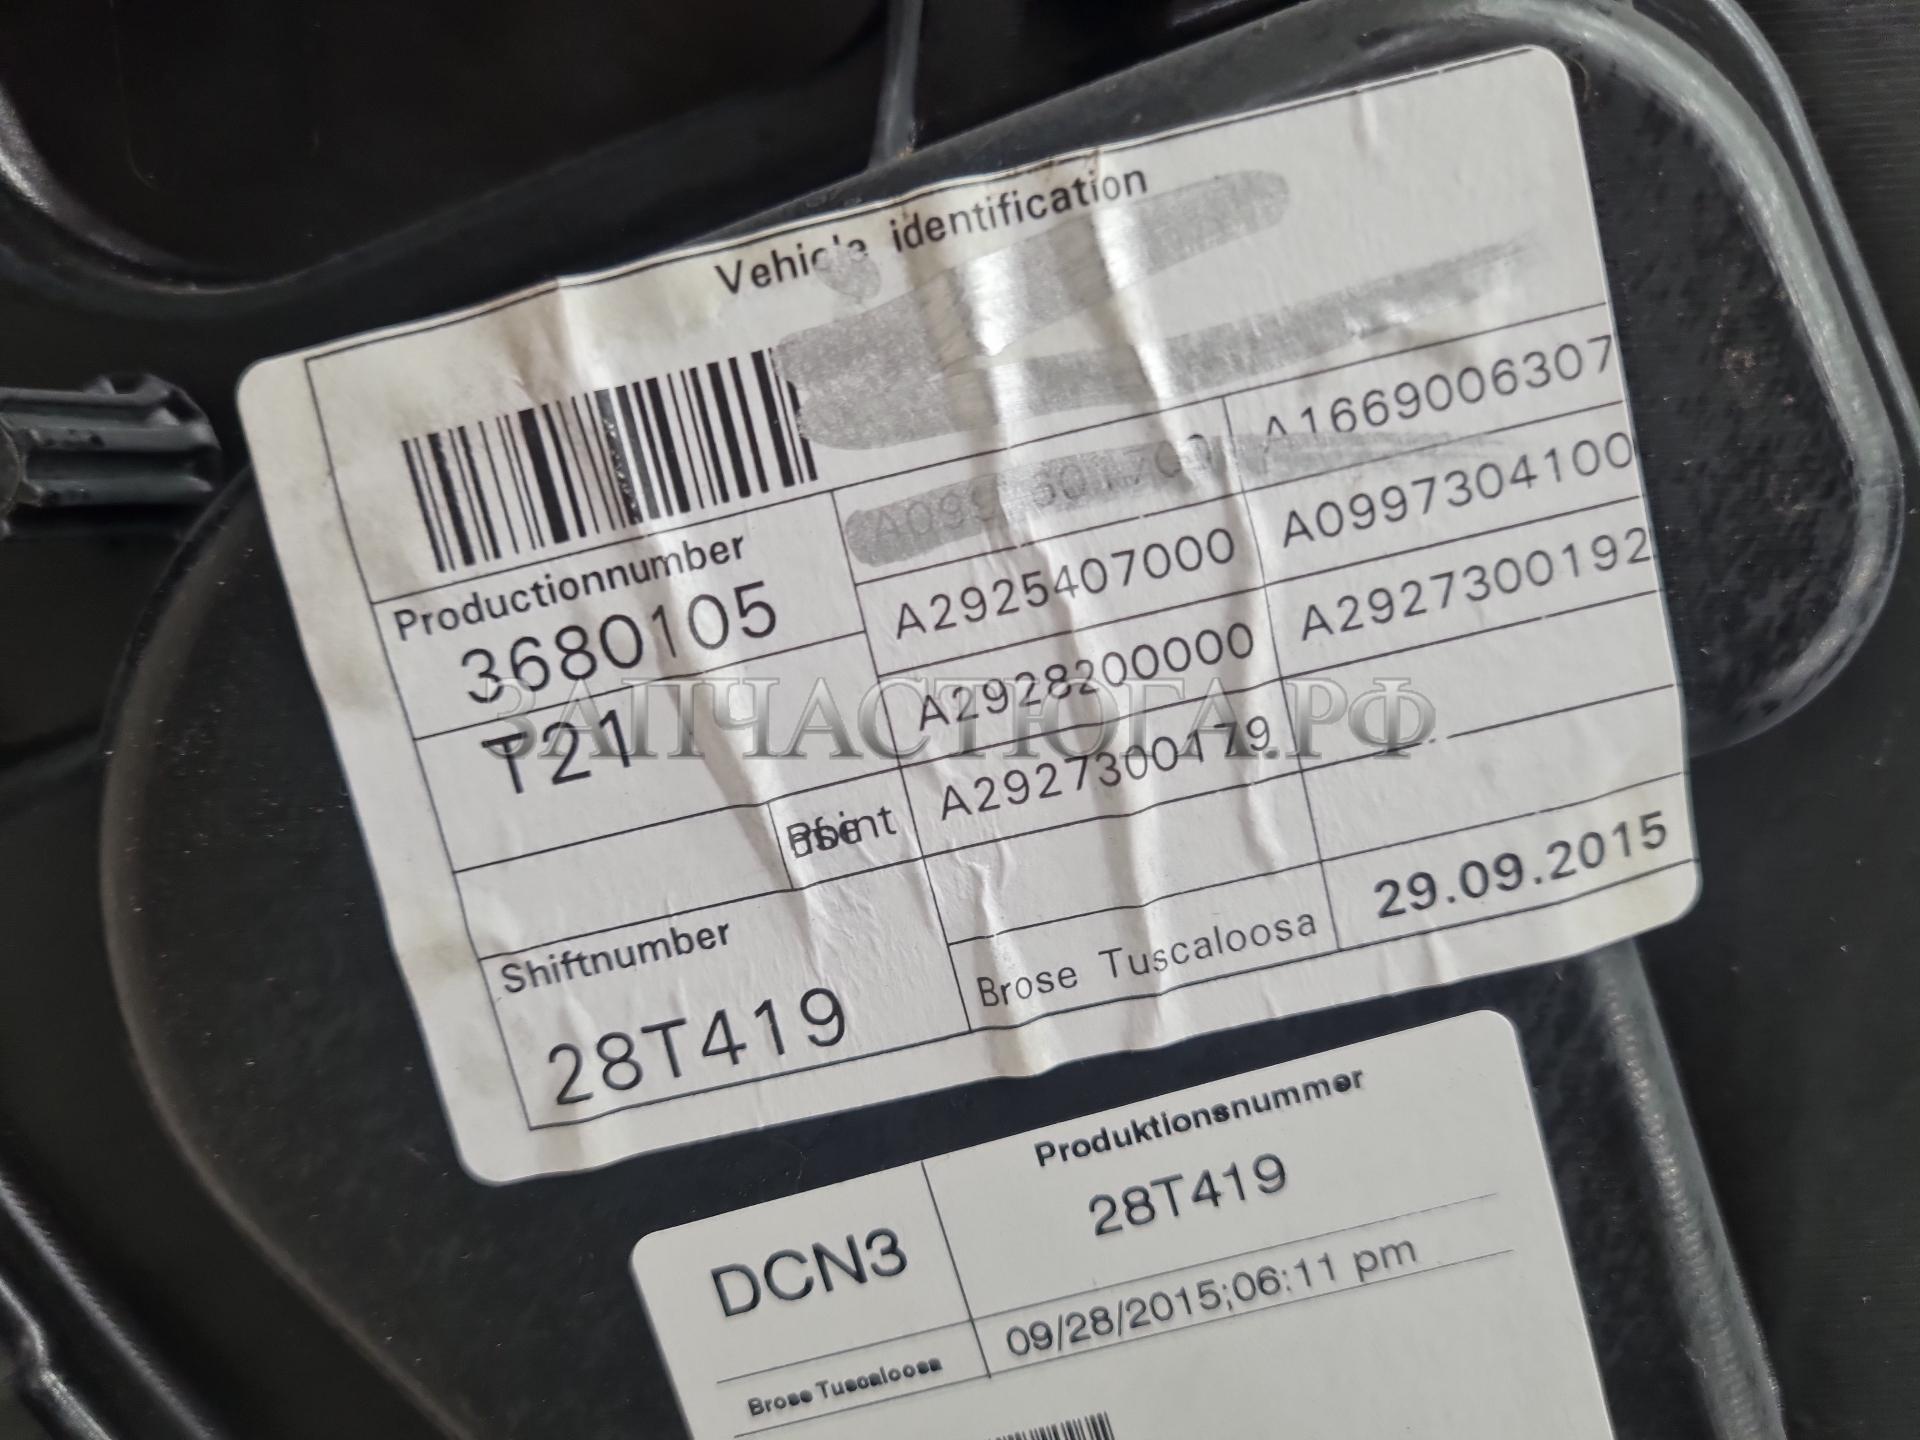 Vehicle identification
A1669006307
Productionnumber
A2925407000 A0997304100
3680105
A2928200000 A2927300192
T21
A2927300179
29.09.2015
Shiftnumber
Brose Tuscaloosa
28T419
ЗАПЧАСТЮГА.РФ
Produktionsnummer
DCN3 28T419
09/28/2015;06:11 pm
Brose Tuscaloosa